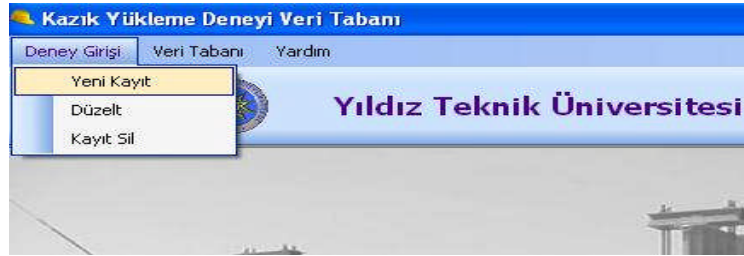 Kazık Yükleme Deneyi Veri Tabanı
Deney Girişi Veri Tabanı Yardım
Yeni Kayıt
Düzelt
Kayıt Sil
Yıldız Teknik Üniversitesi